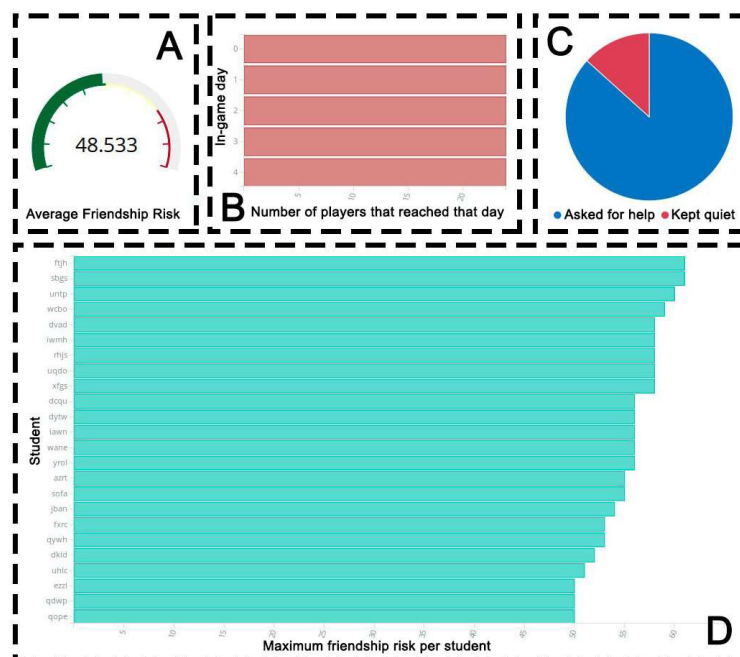 A
48.533
Average Friendship Risk
In-game day
0
1
2
3
4
5
10
15
20
B
Number of players that reached that day
C
Asked for help
Kept quiet
Student
ftjh
sbgs
untp
wcbo
dvad
iwmh
rhjs
uqdo
xfgs
dcqu
dytw
iawn
wane
yrol
azrt
sofa
jban
fxrc
qywh
dkid
uhlc
ezzl
qdwp
qope
5
10
15
20
25
30
35
40
45
50
55
60
D
Maximum friendship risk per student